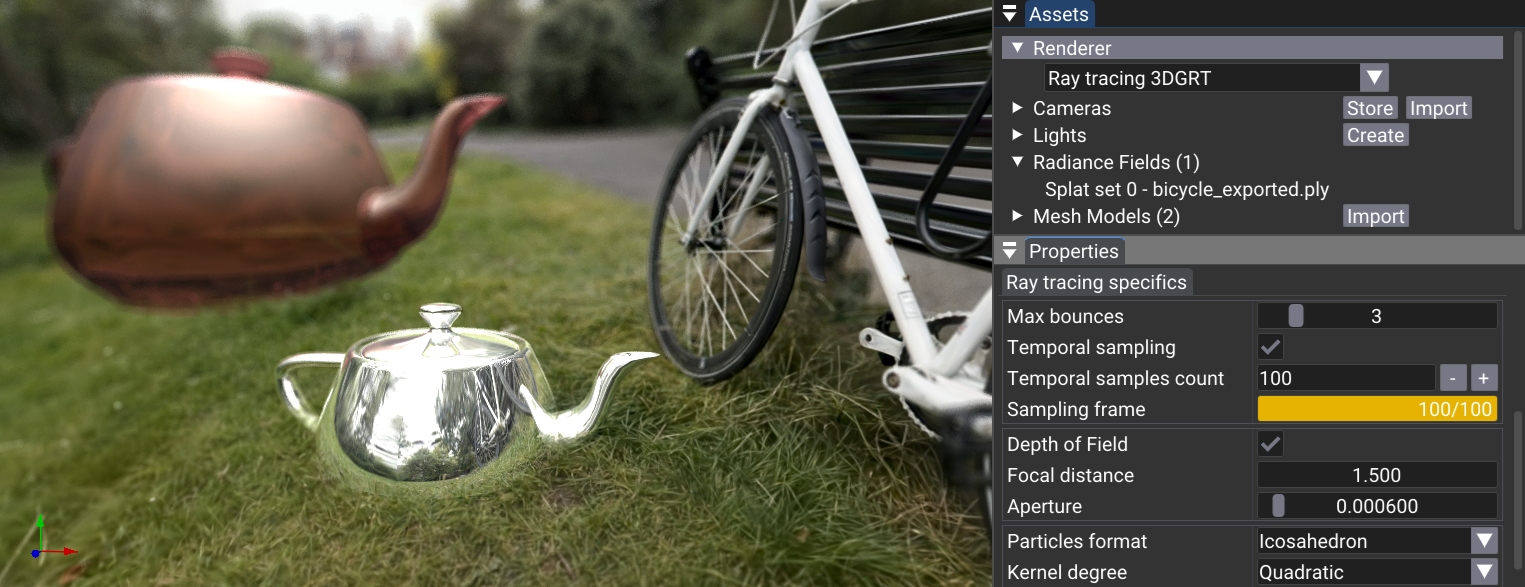 Assets
Renderer
Ray tracing 3DGRT
Cameras Store Import
Lights Create
Radiance Fields (1)
Splat set 0 - bicycle_exported.ply
Mesh Models (2) Import
Properties
Ray tracing specifics
Max bounces 3
Temporal sampling
Temporal samples count 100 - +
Sampling frame 100/100
Depth of Field
Focal distance 1.500
Aperture 0.000600
Particles format Icosahedron
Kernel degree Quadratic